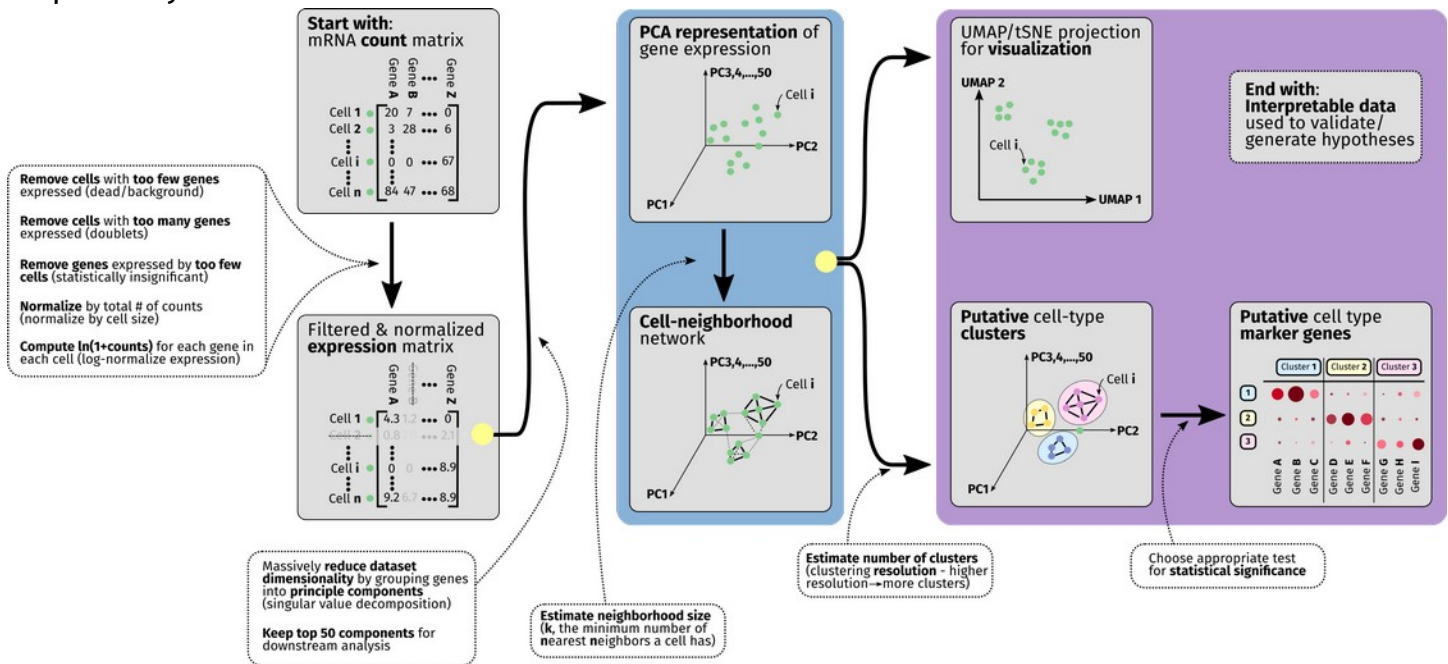 Start with:
mRNA count matrix
Gene A
Gene B
•••
Gene Z
Cell 1 20 7 ••• 0
Cell 2 3 28 ••• 6
Cell i 0 0 ••• 67
Cell n 84 47 ••• 68
Remove cells with too few genes
expressed (dead/background)
Remove cells with too many genes
expressed (doublets)
Remove genes expressed by too few
cells (statistically insignificant)
Normalize by total # of counts
(normalize by cell size)
Compute ln(1+counts) for each gene in
each cell (log-normalize expression)
Filtered & normalized
expression matrix
Gene A
•••
Gene Z
Cell 1 4.3 1.2 ••• 0
Cell 2 0.8 ••• 2.1
Cell i 0 0 ••• 8.9
Cell n 9.2 6.7 ••• 8.9
Massively reduce dataset
dimensionality by grouping genes
into principle components
(singular value decomposition)
Keep top 50 components for
downstream analysis
PCA representation of
gene expression
PC3,4,...,50
Cell i
PC2
PC1
Cell-neighborhood
network
PC3,4,...,50
Cell i
PC2
PC1
Estimate neighborhood size
(k, the minimum number of
nearest neighbors a cell has)
UMAP/tSNE projection
for visualization
UMAP 2
Cell i
UMAP 1
End with:
Interpretable data
used to validate/
generate hypotheses
Putative cell-type
clusters
PC3,4,...,50
Cell i
PC2
PC1
Estimate number of clusters
(clustering resolution - higher
resolution→more clusters)
Putative cell type
marker genes
Cluster 1 Cluster 2 Cluster 3
1
2
3
Gene A
Gene B
Gene C
Gene D
Gene E
Gene F
Gene G
Gene H
Gene I
Choose appropriate test
for statistical significance